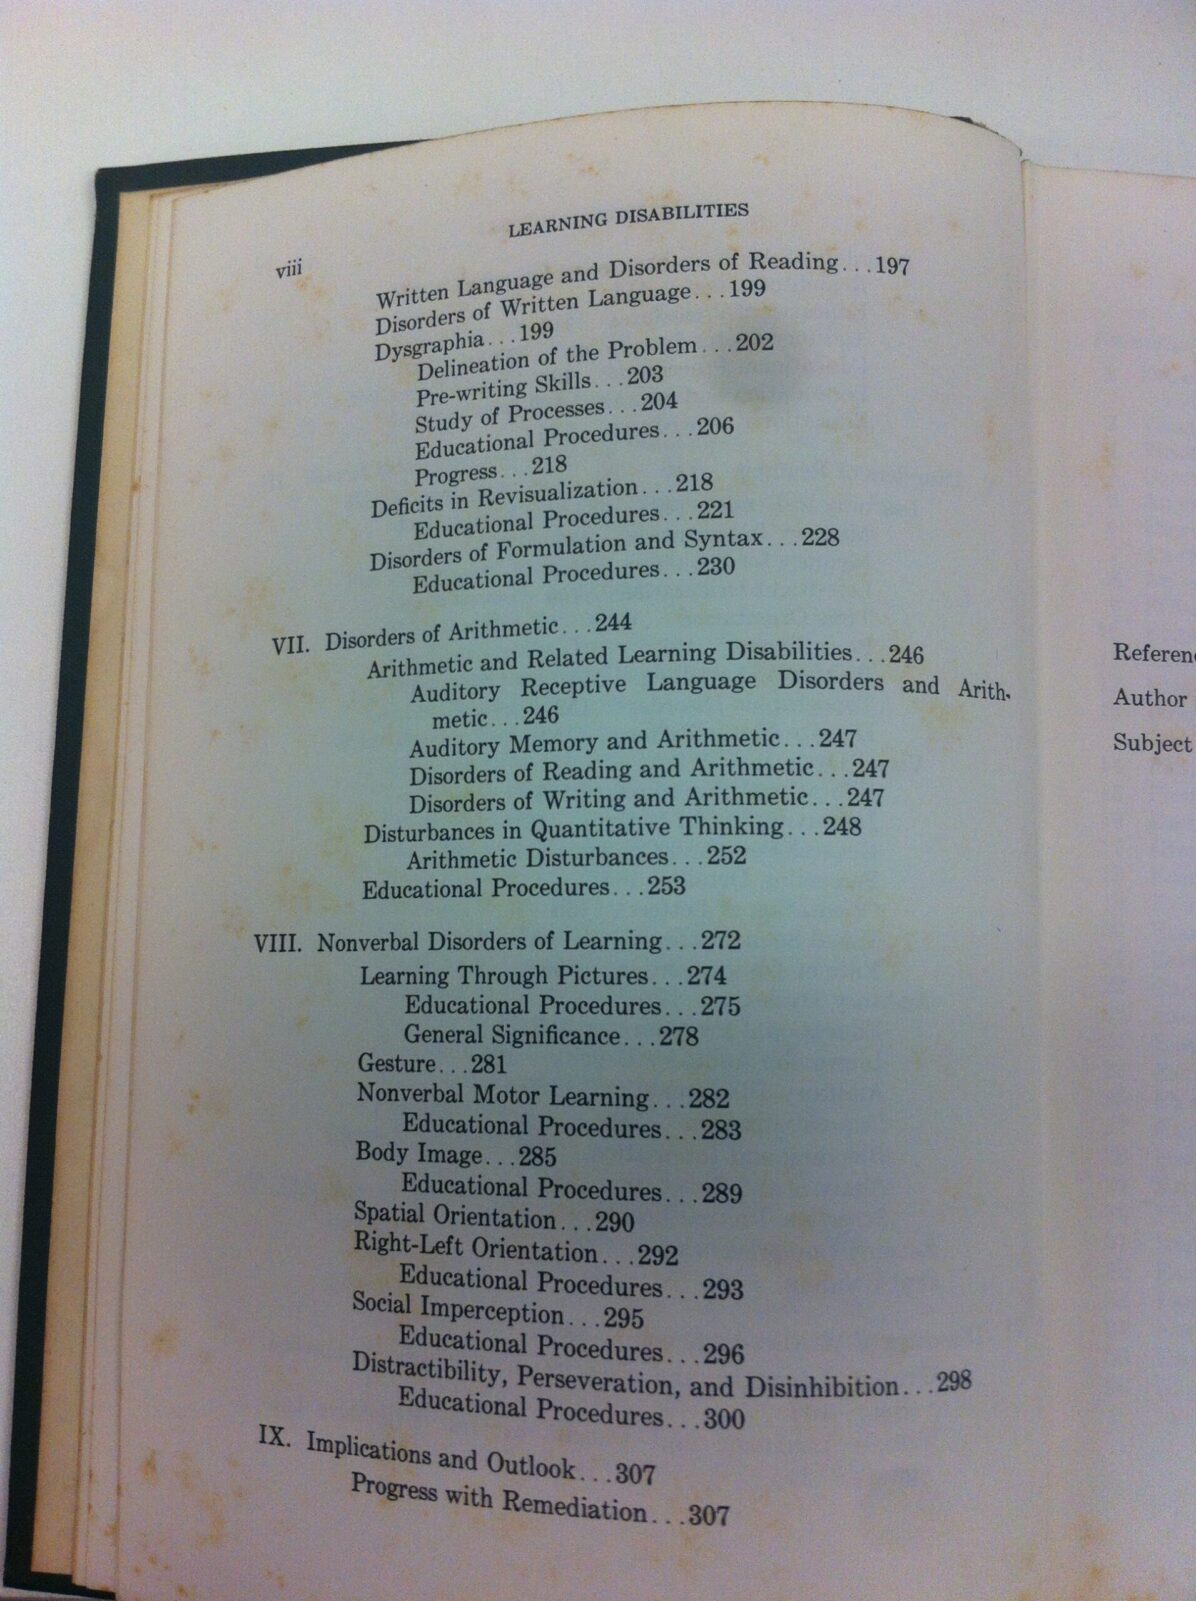 LEARNING DISABILITIES
viii
Written Language and Disorders of Reading...197
Disorders of Written Language...199
Dysgraphia...199
Delineation of the Problem...202
Pre-writing Skills...203
Study of Processes...204
Educational Procedures...206
Progress...218
Deficits in Revisualization...218
Educational Procedures...221
Disorders of Formulation and Syntax...228
Educational Procedures...230
VII. Disorders of Arithmetic...244
Arithmetic and Related Learning Disabilities...246
Auditory Receptive Language Disorders and Arith-
metic...246
Auditory Memory and Arithmetic...247
Disorders of Reading and Arithmetic...247
Disorders of Writing and Arithmetic...247
Disturbances in Quantitative Thinking...248
Arithmetic Disturbances...252
Educational Procedures...253
VIII. Nonverbal Disorders of Learning...272
Learning Through Pictures...274
Educational Procedures...275
General Significance...278
Gesture...281
Nonverbal Motor Learning...282
Educational Procedures...283
Body Image...285
Educational Procedures...289
Spatial Orientation...290
Right-Left Orientation...292
Educational Procedures...293
Social Imperception...295
Educational Procedures...296
Distractibility, Perseveration, and Disinhibition...298
Educational Procedures...300
IX. Implications and Outlook...307
Progress with Remediation...307
Author
Subject